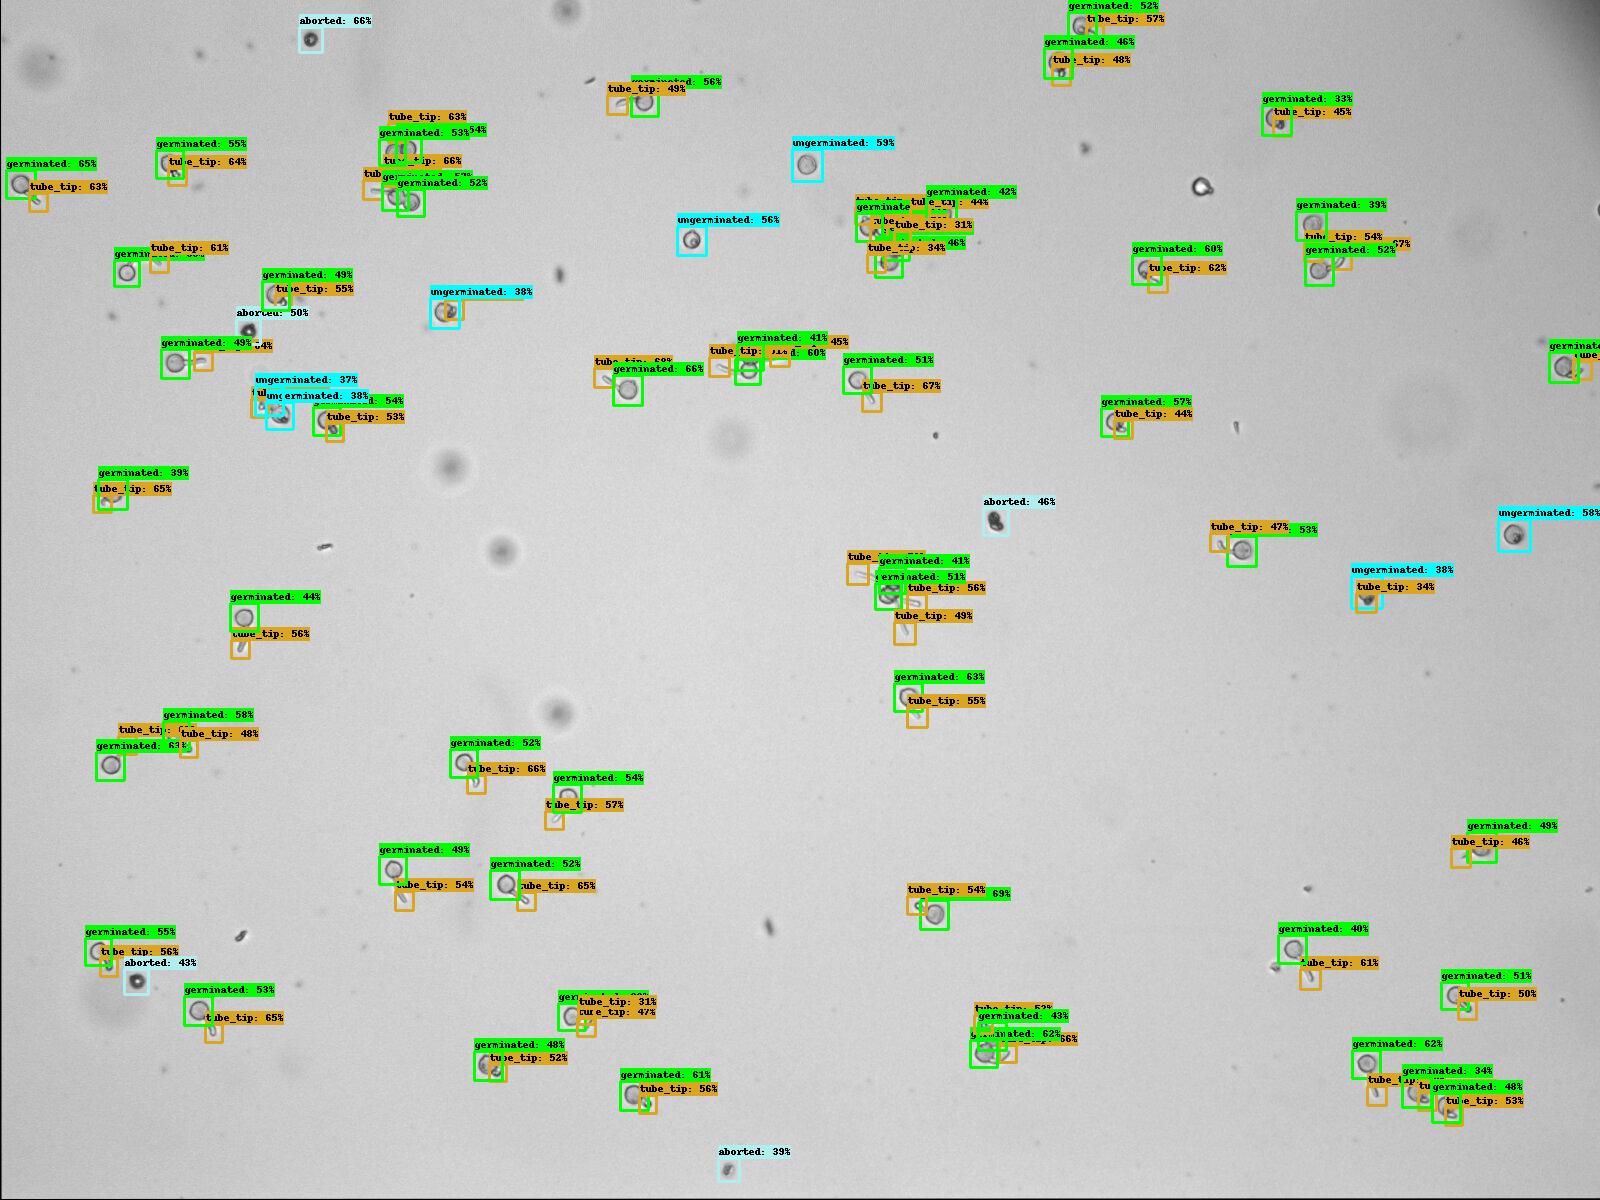 germinated: 52%
tube_tip: 57%
aborted: 66%
germinated: 46%
tube_tip: 48%
germinated: 56%
tube_tip: 49%
germinated: 33%
tube_tip: 45%
tube_tip: 63%
germinated: 53%
54%
ungerminated: 59%
germinated: 55%
tube_tip: 64%
tube_tip: 66%
germinated: 65%
tube_tip: 63%
germinated: 52%
germinated: 42%
tube_tip: 44%
germinated: 39%
ungerminated: 56%
tube_tip: 31%
46%
tube_tip: 34%
tube_tip: 54%
67%
germinated: 52%
tube_tip: 61%
germinated: 60%
tube_tip: 62%
germinated: 49%
tube_tip: 55%
ungerminated: 38%
aborted: 50%
germinated: 49%
64%
germinated: 41%
45%
60%
germinated: 51%
tube_tip: 67%
tube_tip: 68%
germinated: 66%
ungerminated: 37%
ungerminated: 38%
54%
tube_tip: 53%
germinated: 57%
tube_tip: 44%
germinated: 39%
tube_tip: 65%
aborted: 46%
ungerminated: 58%
tube_tip: 47%
53%
germinated: 41%
germinated: 51%
tube_tip: 56%
tube_tip: 49%
ungerminated: 38%
tube_tip: 34%
germinated: 44%
tube_tip: 56%
germinated: 63%
tube_tip: 55%
germinated: 58%
tube_tip: 48%
germinated: 63%
germinated: 52%
tube_tip: 66%
germinated: 54%
tube_tip: 57%
germinated: 49%
tube_tip: 46%
germinated: 49%
tube_tip: 54%
germinated: 52%
tube_tip: 65%
tube_tip: 54%
69%
germinated: 55%
tube_tip: 56%
aborted: 43%
germinated: 40%
tube_tip: 61%
germinated: 51%
tube_tip: 50%
germinated: 53%
tube_tip: 65%
tube_tip: 31%
tube_tip: 47%
tube_tip: 52%
germinated: 43%
germinated: 62%
66%
germinated: 48%
tube_tip: 52%
germinated: 61%
tube_tip: 56%
germinated: 62%
germinated: 34%
germinated: 48%
tube_tip: 53%
aborted: 39%